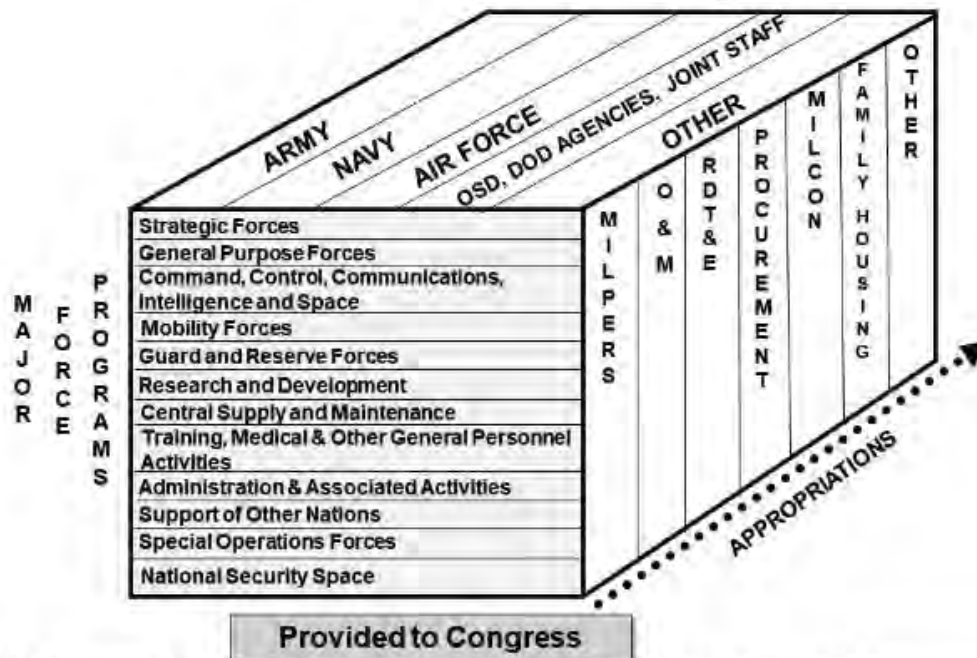 ARMY
NAVY
AIR FORCE
OSD, DOD AGENCIES, JOINT STAFF
OTHER
MAJOR
FORCE
PROGRAMS
Strategic Forces
General Purpose Forces
Command, Control, Communications,
Intelligence and Space
Mobility Forces
Guard and Reserve Forces
Research and Development
Central Supply and Maintenance
Training, Medical & Other General Personnel
Activities
Administration & Associated Activities
Support of Other Nations
Special Operations Forces
National Security Space
MILPERS
O & M
RDT&E
PROCUREMENT
MILCON
FAMILY HOUSING
OTHER
APPROPRIATIONS
Provided to Congress